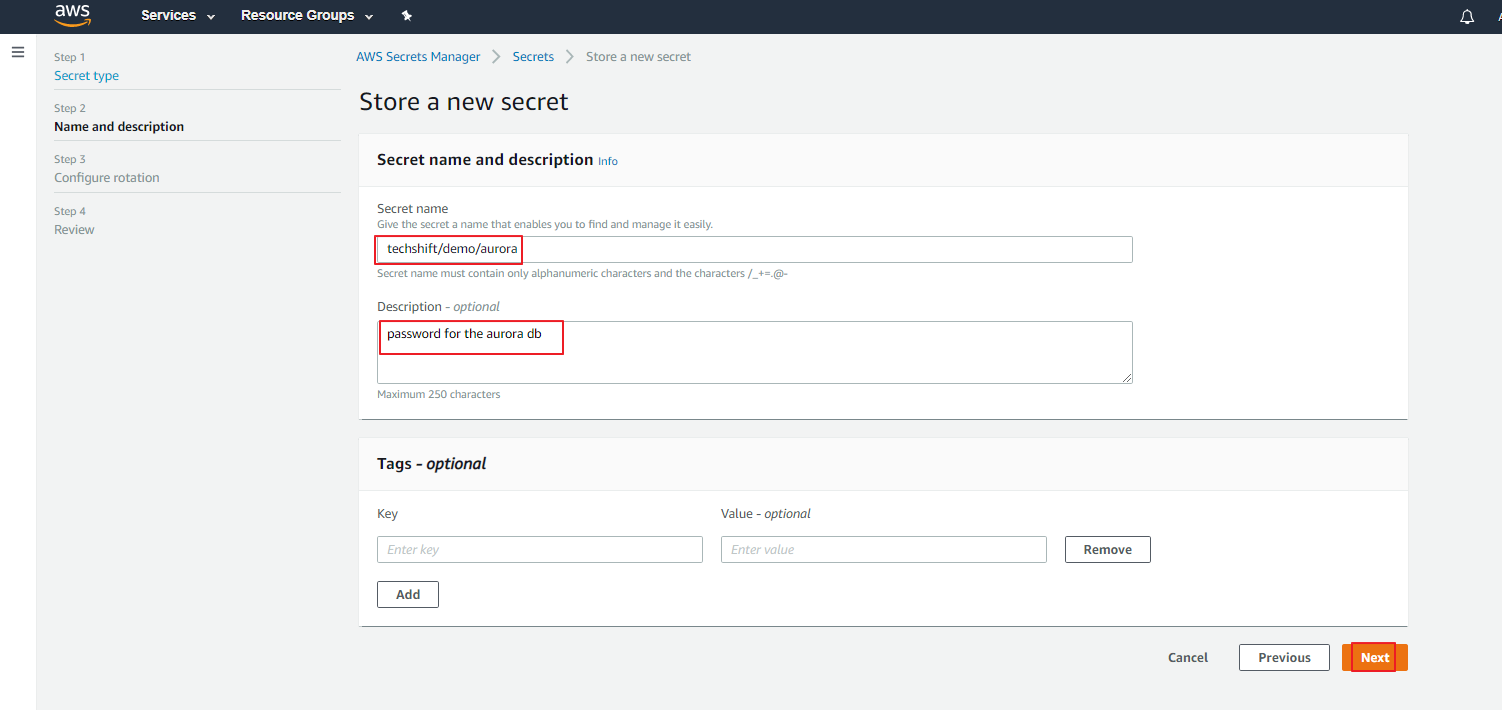 aws Services Resource Groups
Step 1
Secret type
Step 2
Name and description
Step 3
Configure rotation
Step 4
Review
AWS Secrets Manager Secrets Store a new secret
Store a new secret
Secret name and description Info
Secret name
Give the secret a name that enables you to find and manage it easily.
techshift/demo/aurora
Secret name must contain only alphanumeric characters and the characters /_+=.@-
Description - optional
password for the aurora db
Maximum 250 characters
Tags - optional
Key Value - optional
Enter key Enter value Remove
Add
Cancel Previous Next